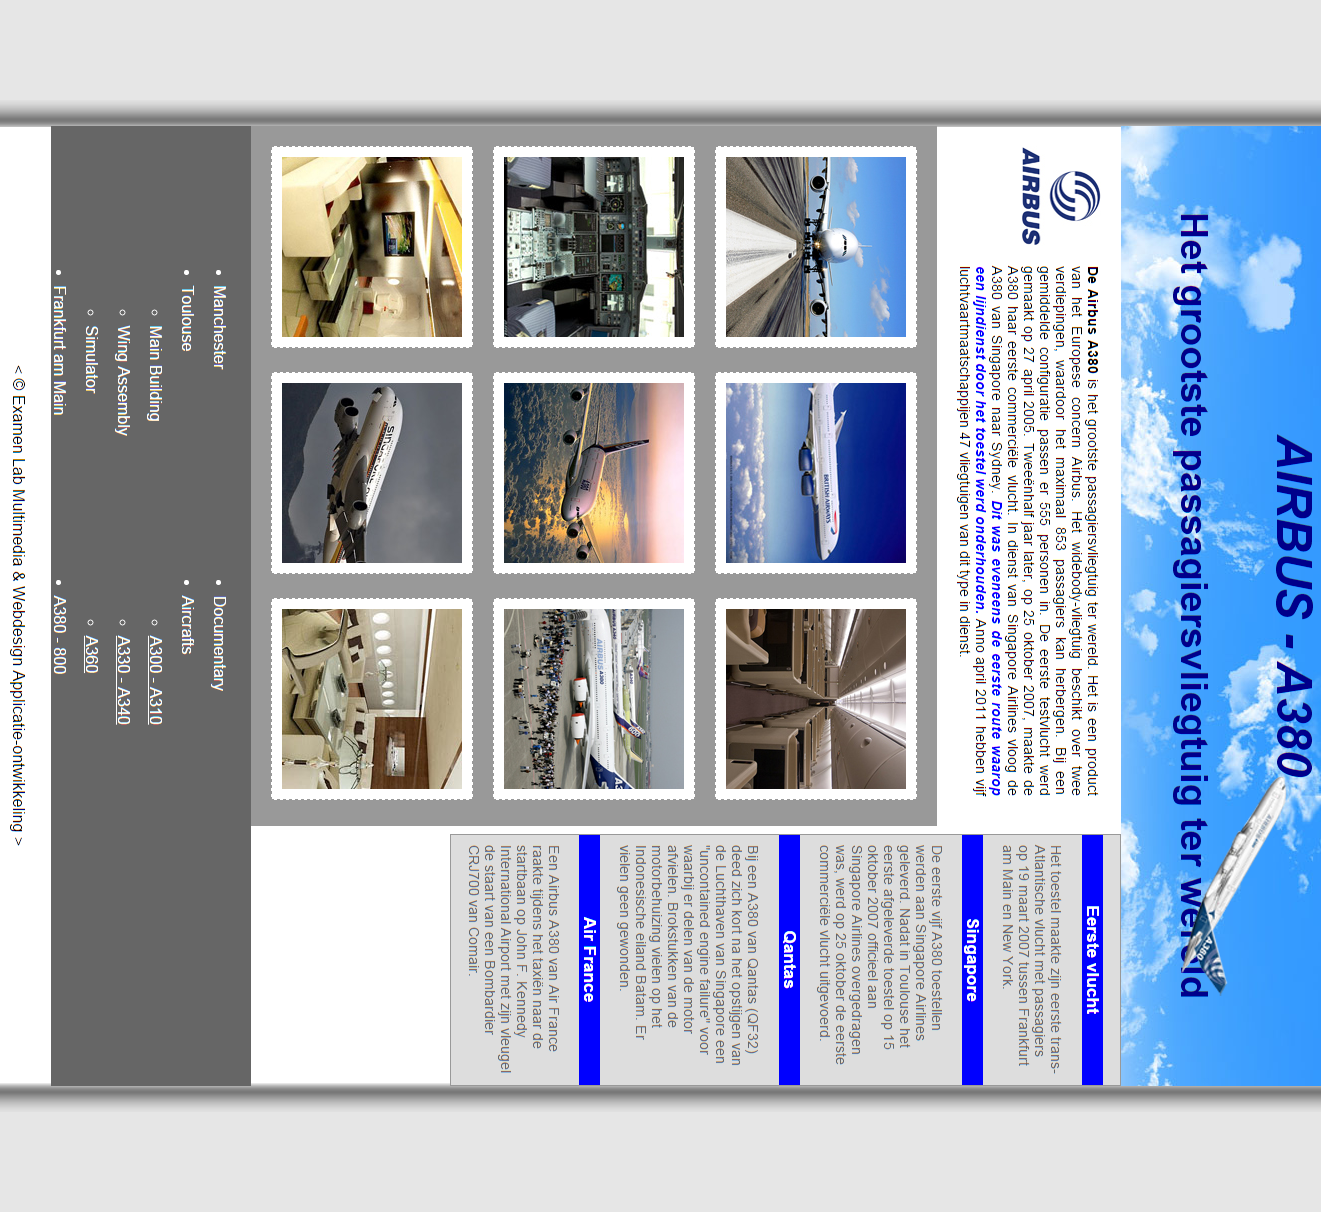 AIRBUS - A380
Het grootste passagiersvliegtuig ter wereld
AIRBUS
De Airbus A380 is het grootste passagiersvliegtuig ter wereld. Het is een product
van het Europese concern Airbus. Het widebody-vliegtuig beschikt over twee
verdiepingen, waardoor het maximaal 853 passagiers kan herbergen. Bij een
gemiddelde configuratie passen er 555 personen in. De eerste testvlucht werd
gemaakt op 27 april 2005. Tweeënhalf jaar later, op 25 oktober 2007, maakte de
A380 haar eerste commerciële vlucht. In dienst van Singapore Airlines vloog de
A380 van Singapore naar Sydney. Dit was eveneens de eerste route waarop
een lijndienst door het toestel werd onderhouden. Anno april 2011 hebben vijf
luchtvaartmaatschappijen 47 vliegtuigen van dit type in dienst.
BRITISH AIRWAYS
AIRBUS A380
Eerste vlucht
Het toestel maakte zijn eerste trans-
Atlantische vlucht met passagiers
op 19 maart 2007 tussen Frankfurt
am Main en New York.
Singapore
De eerste vijf A380 toestellen
werden aan Singapore Airlines
geleverd. Nadat in Toulouse het
eerste afgeleverde toestel op 15
oktober 2007 officieel aan
Singapore Airlines overgedragen
was, werd op 25 oktober de eerste
commerciële vlucht uitgevoerd.
Qantas
Bij een A380 van Qantas (QF32)
deed zich kort na het opstijgen van
de Luchthaven van Singapore een
"uncontained engine failure" voor
waarbij er delen van de motor
afvielen. Brokstukken van de
motorbehuizing vielen op het
Indonesische eiland Batam. Er
vielen geen gewonden.
Air France
Een Airbus A380 van Air France
raakte tijdens het taxiën naar de
startbaan op John F. Kennedy
International Airport met zijn vleugel
de staart van een Bombardier
CRJ700 van Comair.
Manchester
Toulouse
Main Building
Wing Assembly
Simulator
Frankfurt am Main
Documentary
Aircrafts
A300 - A310
A330 - A340
A360
A380 - 800
< © Examen Lab Multimedia & Webdesign Applicatie-ontwikkeling >